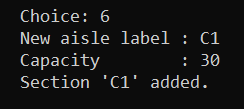 Choice: 6
New aisle label : C1
Capacity        : 30
Section 'C1' added.